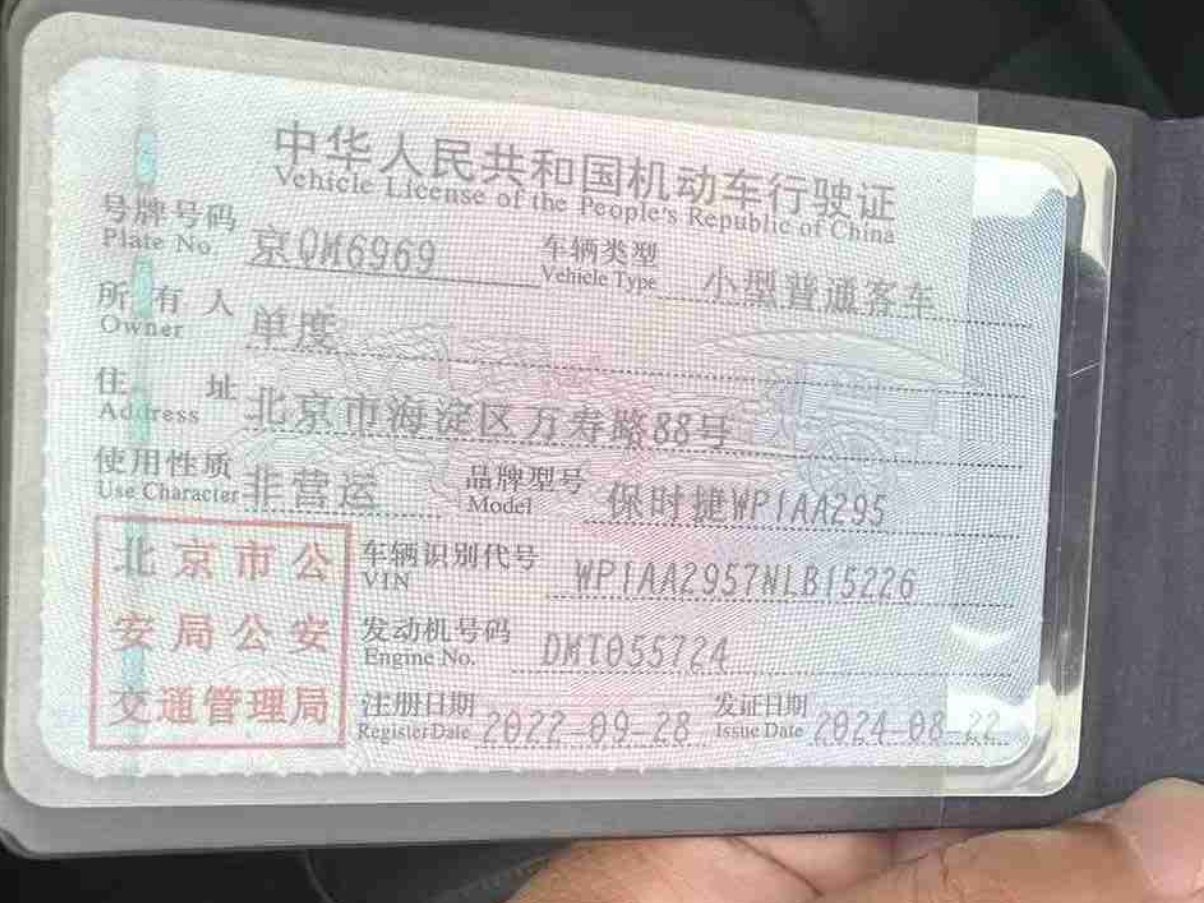 中华人民共和国机动车行驶证
Vehicle License of the People's Republic of China
号牌号码 京QM6969 车辆类型 小型普通客车
Plate No. Vehicle Type
所有人 单度
Owner
住址 北京市海淀区万寿路88号
Address
使用性质 非营运 品牌型号 保时捷WP1AA295
Use Character Model
北京市公 车辆识别代号 WP1AA2957NLB15226
VIN
安局公安 发动机号码 DMT055724
Engine No.
交通管理局 注册日期 2022-09-28 发证日期 2024-08-22
Register Date Issue Date